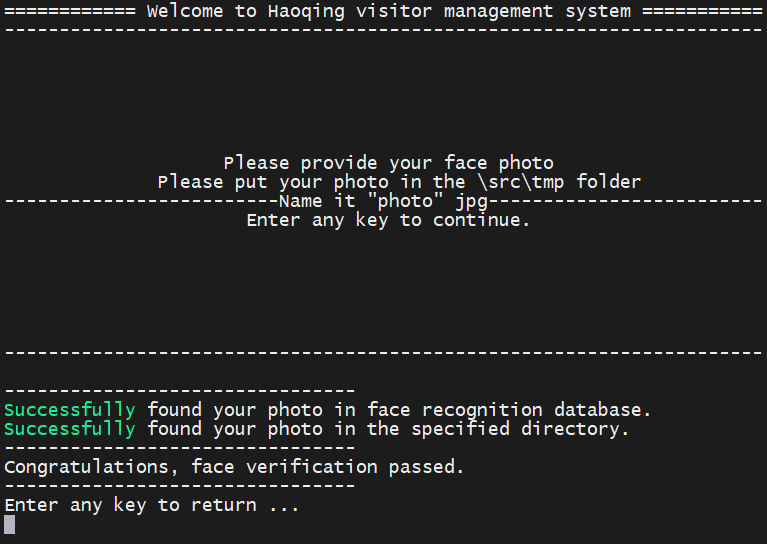 ============ Welcome to Haoqing visitor management system ===========
---------------------------------------------------------------------
Please provide your face photo
Please put your photo in the \src\tmp folder
-------------------------Name it "photo" jpg-------------------------
Enter any key to continue.
---------------------------------------------------------------------
--------------------------------
Successfully found your photo in face recognition database.
Successfully found your photo in the specified directory.
--------------------------------
Congratulations, face verification passed.
--------------------------------
Enter any key to return ...